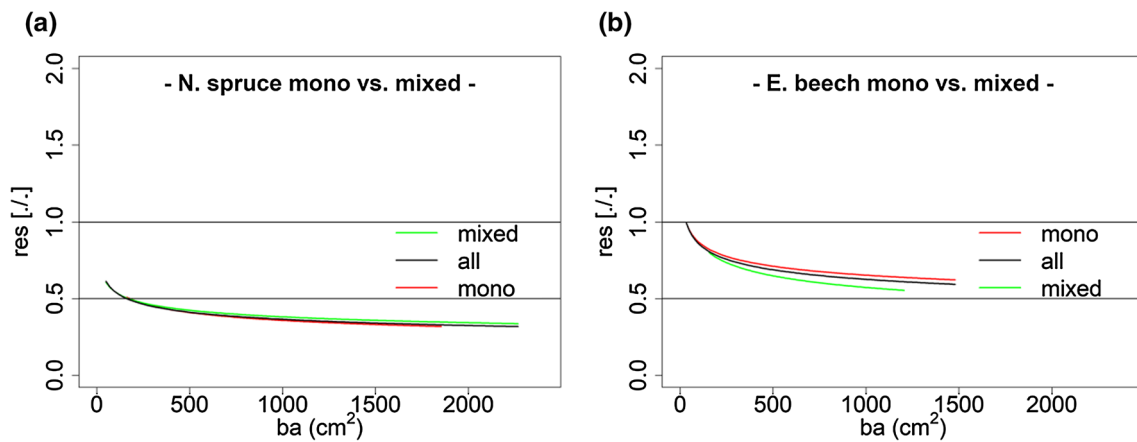 (a)
- N. spruce mono vs. mixed -
res [./.]
2.0
1.5
1.0
0.5
0.0
mixed
all
mono
0 500 1000 1500 2000
ba (cm²)
(b)
- E. beech mono vs. mixed -
res [./.]
2.0
1.5
1.0
0.5
0.0
mono
all
mixed
0 500 1000 1500 2000
ba (cm²)